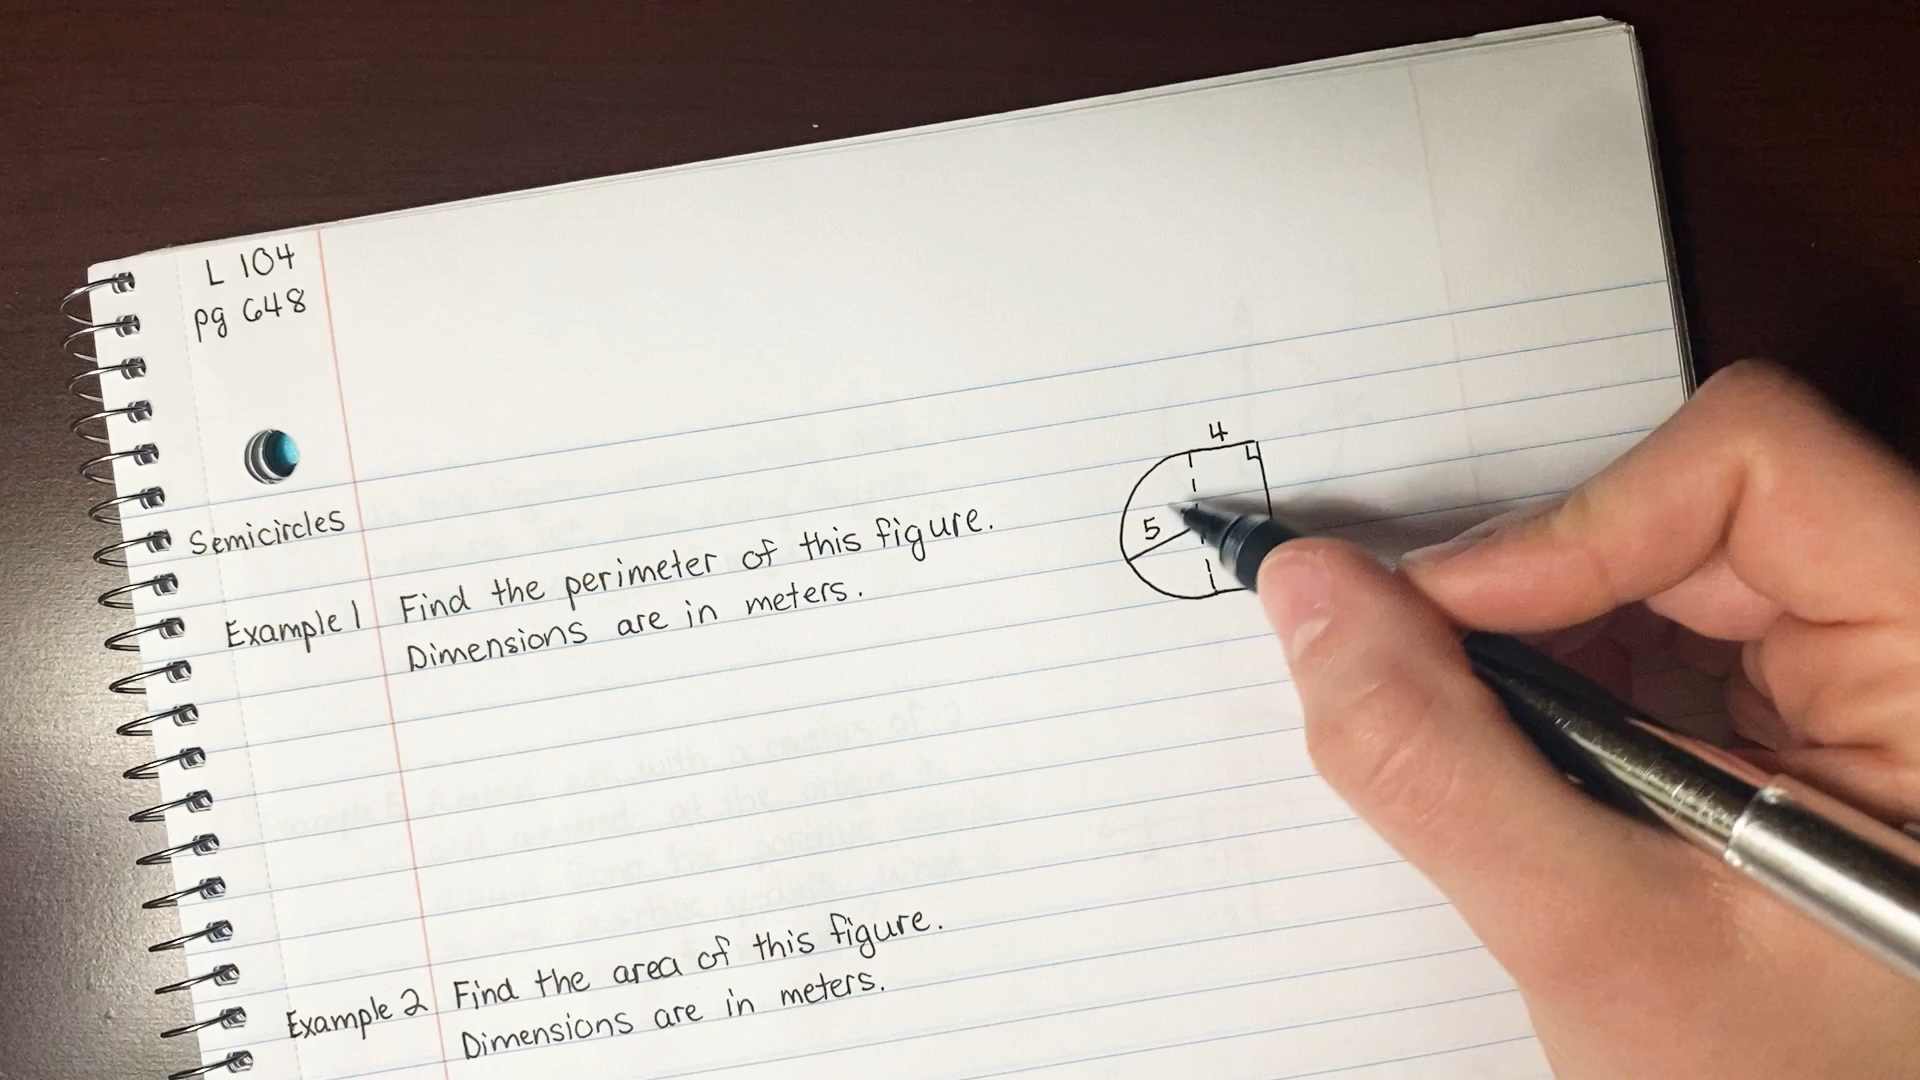 L 104
pg 648
Semicircles
Example 1 Find the perimeter of this figure.
Dimensions are in meters.
4
5
Example 2 Find the area of this figure.
Dimensions are in meters.